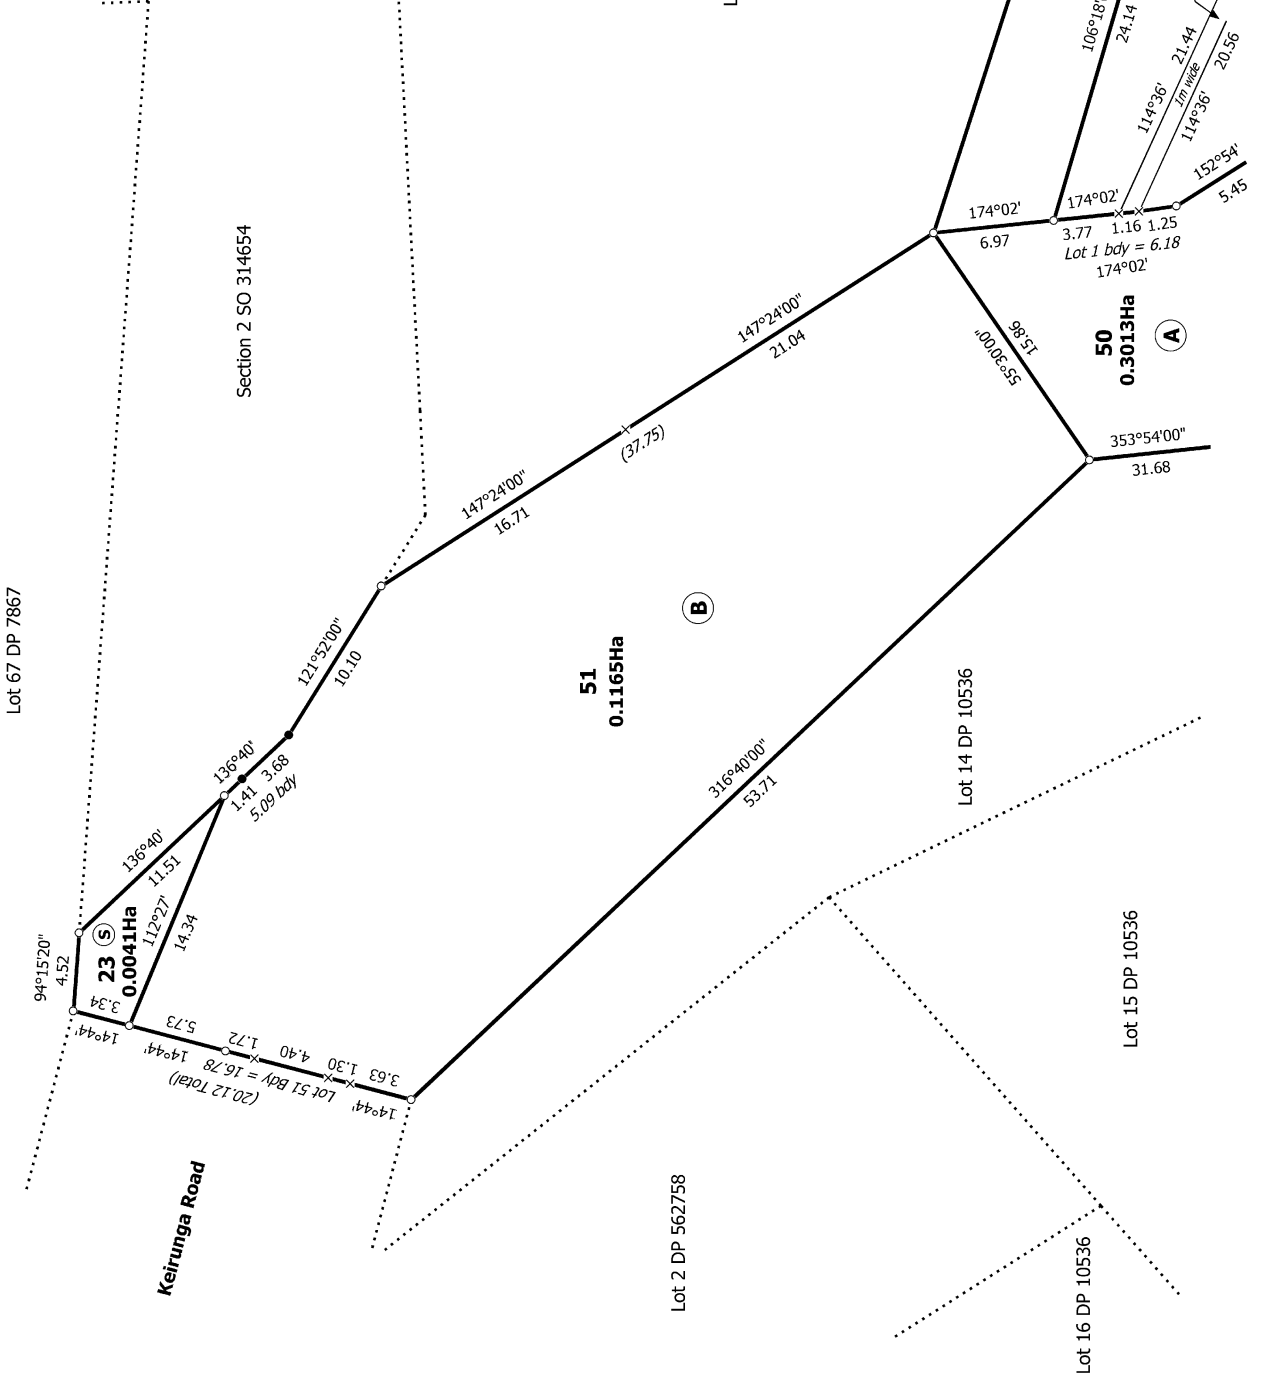 Lot 67 DP 7867
Section 2 SO 314654
106°18'
24.14
21.44
114°36'
1m wide
114°36'
20.56
152°54'
5.45
174°02'
6.97
174°02'
3.77
1.16
1.25
Lot 1 bdy = 6.18
174°02'
50
0.3013Ha
A
55°30'00"
15.86
353°54'00"
31.68
147°24'00"
21.04
(37.75)
147°24'00"
16.71
121°52'00"
10.10
136°40'
1.41
3.68
5.09 bdy
136°40'
11.51
112°27'
14.34
94°15'20"
4.52
23
S
0.0041Ha
3.34
14°44'
5.73
14°44'
1.72
4.40
1.30
3.63
14°44'
Lot 51 Bdy = 16.78
(20.12 Total)
51
0.1165Ha
B
316°40'00"
53.71
Keirunga Road
Lot 14 DP 10536
Lot 15 DP 10536
Lot 2 DP 562758
Lot 16 DP 10536